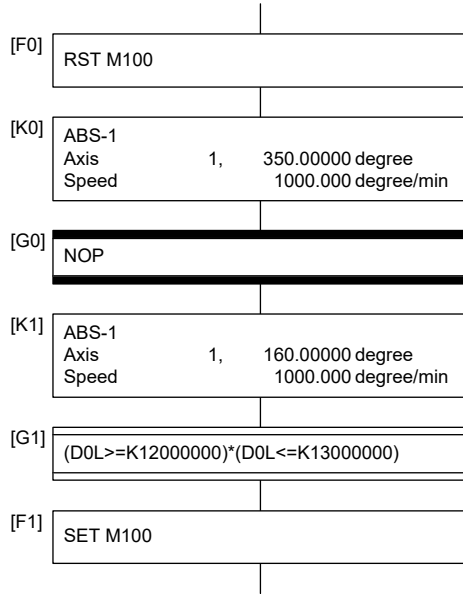 [F0]
RST M100
[K0]
ABS-1
Axis 1, 350.00000 degree
Speed 1000.000 degree/min
[G0]
NOP
[K1]
ABS-1
Axis 1, 160.00000 degree
Speed 1000.000 degree/min
[G1]
(D0L>=K12000000)*(D0L<=K13000000)
[F1]
SET M100